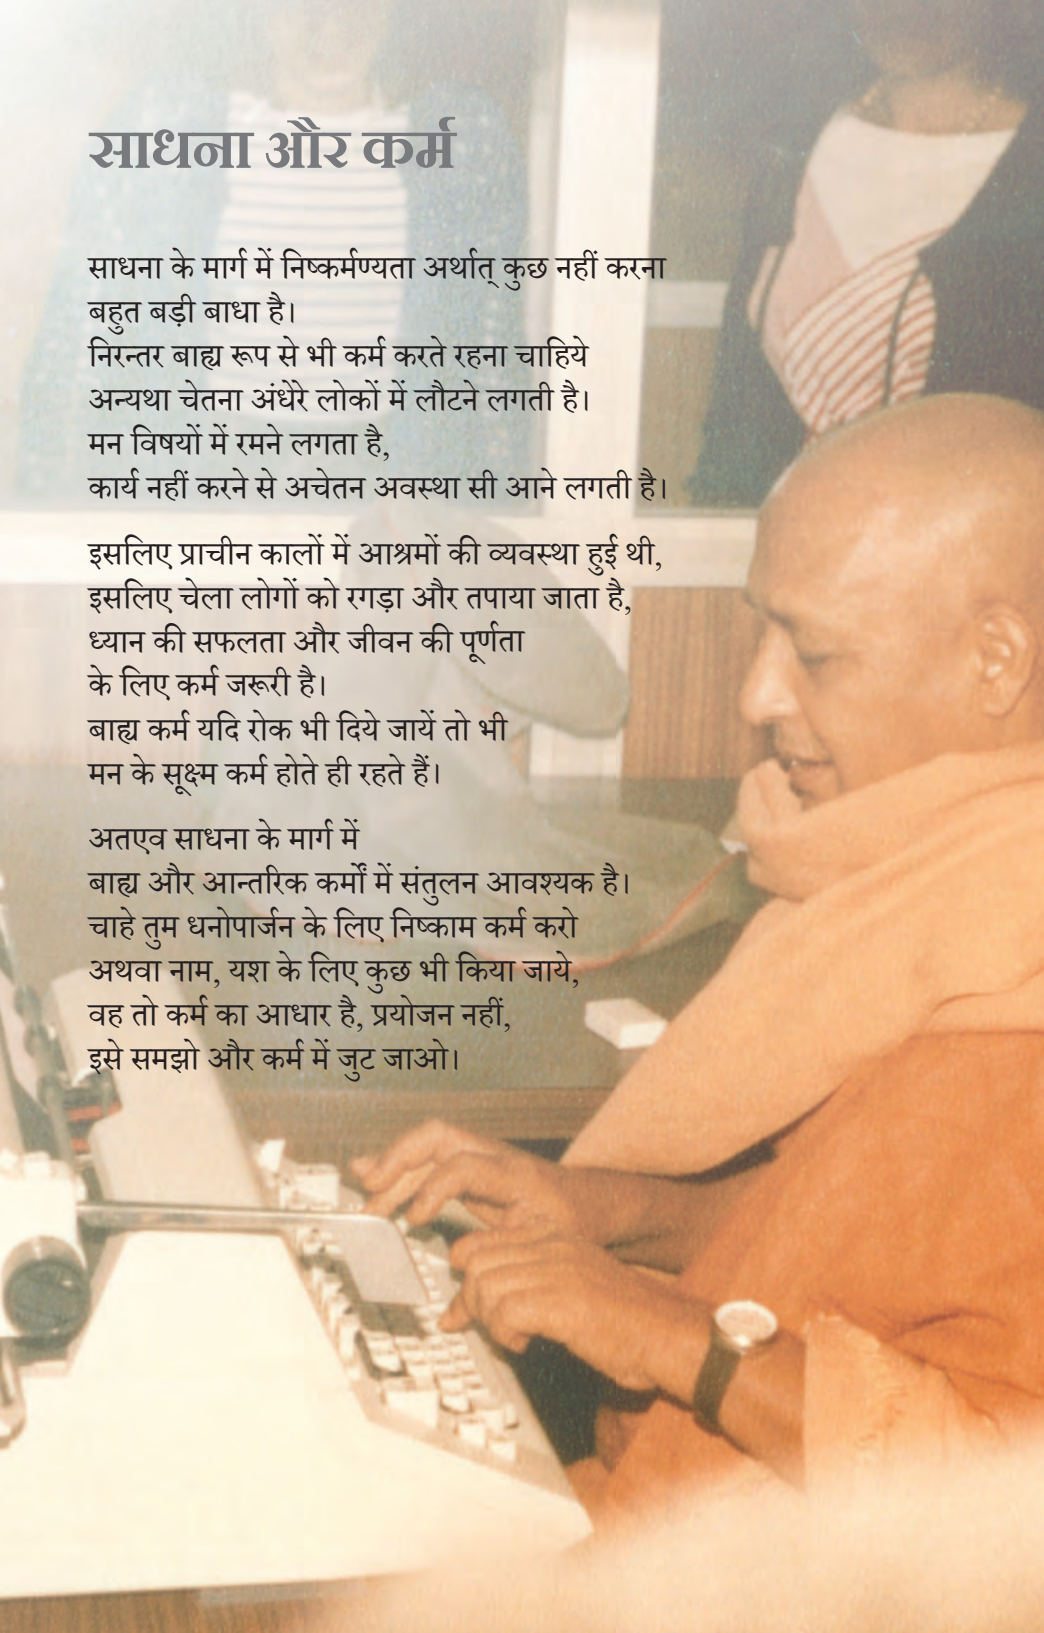 साधना और कर्म
साधना के मार्ग में निष्कर्मण्यता अर्थात् कुछ नहीं करना
बहुत बड़ी बाधा है।
निरन्तर बाह्य रूप से भी कर्म करते रहना चाहिये
अन्यथा चेतना अंधेरे लोकों में लौटने लगती है।
मन विषयों में रमने लगता है,
कार्य नहीं करने से अचेतन अवस्था सी आने लगती है।
इसलिए प्राचीन कालों में आश्रमों की व्यवस्था हुई थी,
इसलिए चेला लोगों को रगड़ा और तपाया जाता है,
ध्यान की सफलता और जीवन की पूर्णता
के लिए कर्म जरूरी है।
बाह्य कर्म यदि रोक भी दिये जायें तो भी
मन के सूक्ष्म कर्म होते ही रहते हैं।
अतएव साधना के मार्ग में
बाह्य और आन्तरिक कर्मों में संतुलन आवश्यक है।
चाहे तुम धनोपार्जन के लिए निष्काम कर्म करो
अथवा नाम, यश के लिए कुछ भी किया जाये,
वह तो कर्म का आधार है, प्रयोजन नहीं,
इसे समझो और कर्म में जुट जाओ।